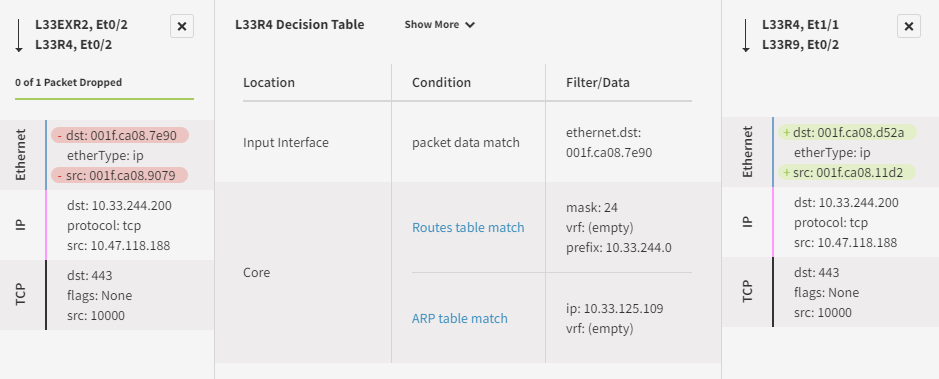 L33EXR2, Et0/2
L33R4, Et0/2
0 of 1 Packet Dropped
Ethernet
- dst: 001f.ca08.7e90
etherType: ip
- src: 001f.ca08.9079
IP
dst: 10.33.244.200
protocol: tcp
src: 10.47.118.188
TCP
dst: 443
flags: None
src: 10000
L33R4 Decision Table
Show More
Location
Condition
Filter/Data
Input Interface
packet data match
ethernet.dst:
001f.ca08.7e90
Core
Routes table match
mask: 24
vrf: (empty)
prefix: 10.33.244.0
ARP table match
ip: 10.33.125.109
vrf: (empty)
L33R4, Et1/1
L33R9, Et0/2
Ethernet
+ dst: 001f.ca08.d52a
etherType: ip
+ src: 001f.ca08.11d2
IP
dst: 10.33.244.200
protocol: tcp
src: 10.47.118.188
TCP
dst: 443
flags: None
src: 10000